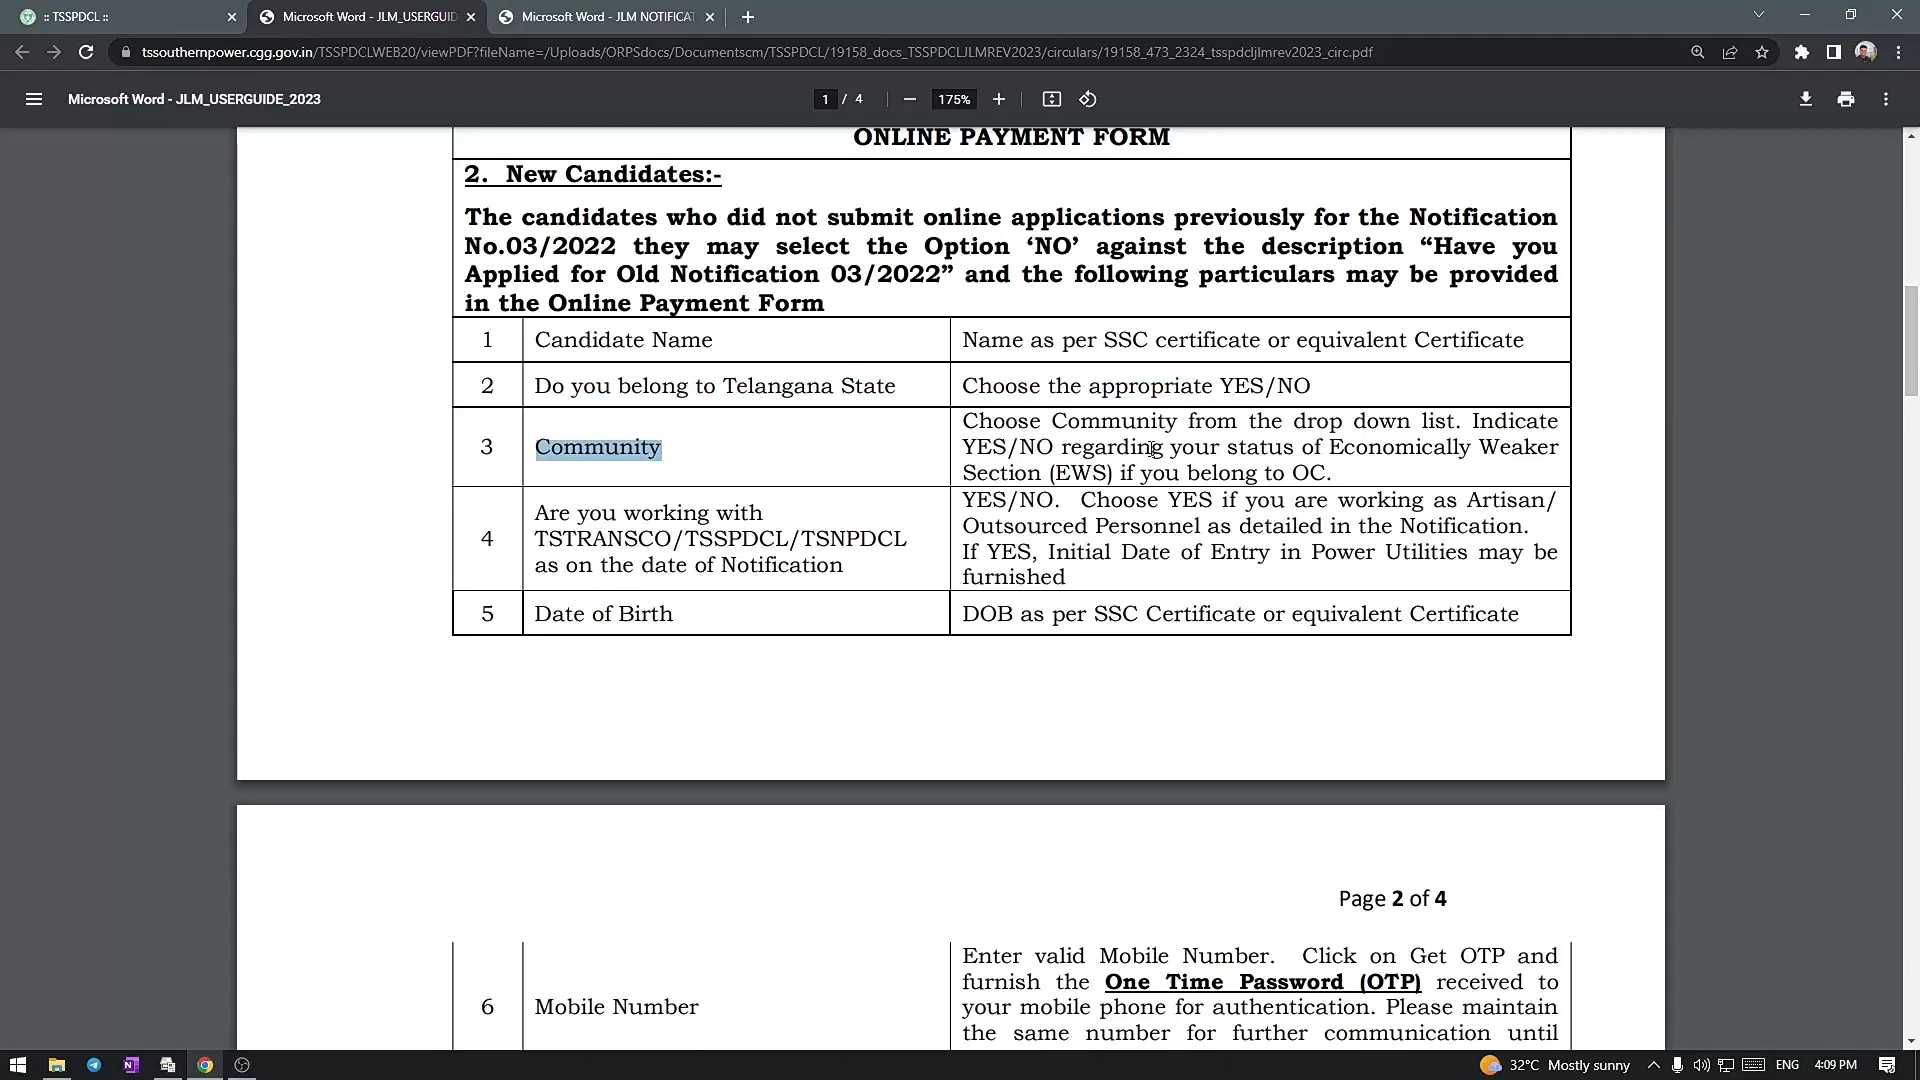 :: TSSPDCL ::
Microsoft Word - JLM_USERGUID
Microsoft Word - JLM NOTIFICAT
tssouthernpower.cgg.gov.in/TSSPDCLWEB20/viewPDF?fileName=/Uploads/ORPSdocs/Documentscm/TSSPDCL/19158_docs_TSSPDCLJLMREV2023/circulars/19158_473_2324_tsspdcljlmrev2023_circ.pdf
Microsoft Word - JLM_USERGUIDE_2023
1 / 4
175%
ONLINE PAYMENT FORM
2. New Candidates:-
The candidates who did not submit online applications previously for the Notification
No.03/2022 they may select the Option ‘NO’ against the description “Have you
Applied for Old Notification 03/2022” and the following particulars may be provided
in the Online Payment Form
1 Candidate Name Name as per SSC certificate or equivalent Certificate
2 Do you belong to Telangana State Choose the appropriate YES/NO
3 Community
Choose Community from the drop down list. Indicate
YES/NO regarding your status of Economically Weaker
Section (EWS) if you belong to OC.
4
Are you working with
TSTRANSCO/TSSPDCL/TSNPDCL
as on the date of Notification
YES/NO. Choose YES if you are working as Artisan/
Outsourced Personnel as detailed in the Notification.
If YES, Initial Date of Entry in Power Utilities may be
furnished
5 Date of Birth DOB as per SSC Certificate or equivalent Certificate
Page 2 of 4
6 Mobile Number
Enter valid Mobile Number. Click on Get OTP and
furnish the One Time Password (OTP) received to
your mobile phone for authentication. Please maintain
the same number for further communication until
32°C Mostly sunny
ENG
4:09 PM